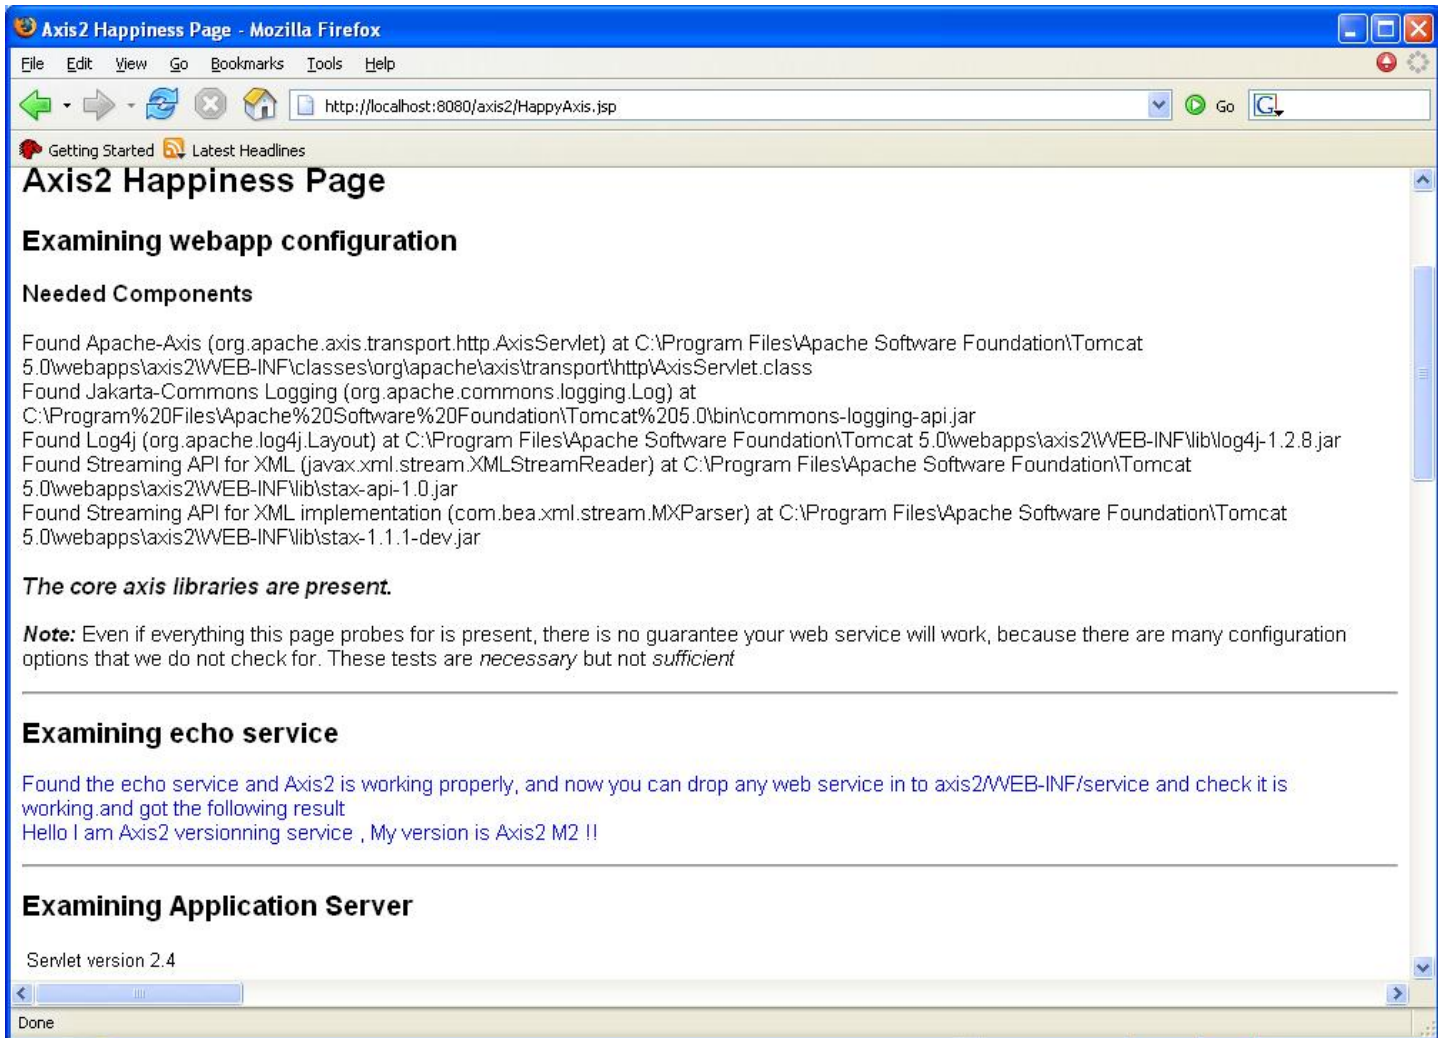 Axis2 Happiness Page - Mozilla Firefox
File Edit View Go Bookmarks Tools Help
http://localhost:8080/axis2/HappyAxis.jsp Go G
Getting Started Latest Headlines
Axis2 Happiness Page
Examining webapp configuration
Needed Components
Found Apache-Axis (org.apache.axis.transport.http.AxisServlet) at C:\Program Files\Apache Software Foundation\Tomcat
5.0\webapps\axis2\WEB-INF\classes\org\apache\axis\transport\http\AxisServlet.class
Found Jakarta-Commons Logging (org.apache.commons.logging.Log) at
C:\Program%20Files\Apache%20Software%20Foundation\Tomcat%205.0\bin\commons-logging-api.jar
Found Log4j (org.apache.log4j.Layout) at C:\Program Files\Apache Software Foundation\Tomcat 5.0\webapps\axis2\WEB-INF\lib\log4j-1.2.8.jar
Found Streaming API for XML (javax.xml.stream.XMLStreamReader) at C:\Program Files\Apache Software Foundation\Tomcat
5.0\webapps\axis2\WEB-INF\lib\stax-api-1.0.jar
Found Streaming API for XML implementation (com.bea.xml.stream.MXParser) at C:\Program Files\Apache Software Foundation\Tomcat
5.0\webapps\axis2\WEB-INF\lib\stax-1.1.1-dev.jar
The core axis libraries are present.
Note: Even if everything this page probes for is present, there is no guarantee your web service will work, because there are many configuration
options that we do not check for. These tests are necessary but not sufficient
Examining echo service
Found the echo service and Axis2 is working properly, and now you can drop any web service in to axis2/WEB-INF/service and check it is
working.and got the following result
Hello I am Axis2 versionning service , My version is Axis2 M2 !!
Examining Application Server
Servlet version 2.4
Done